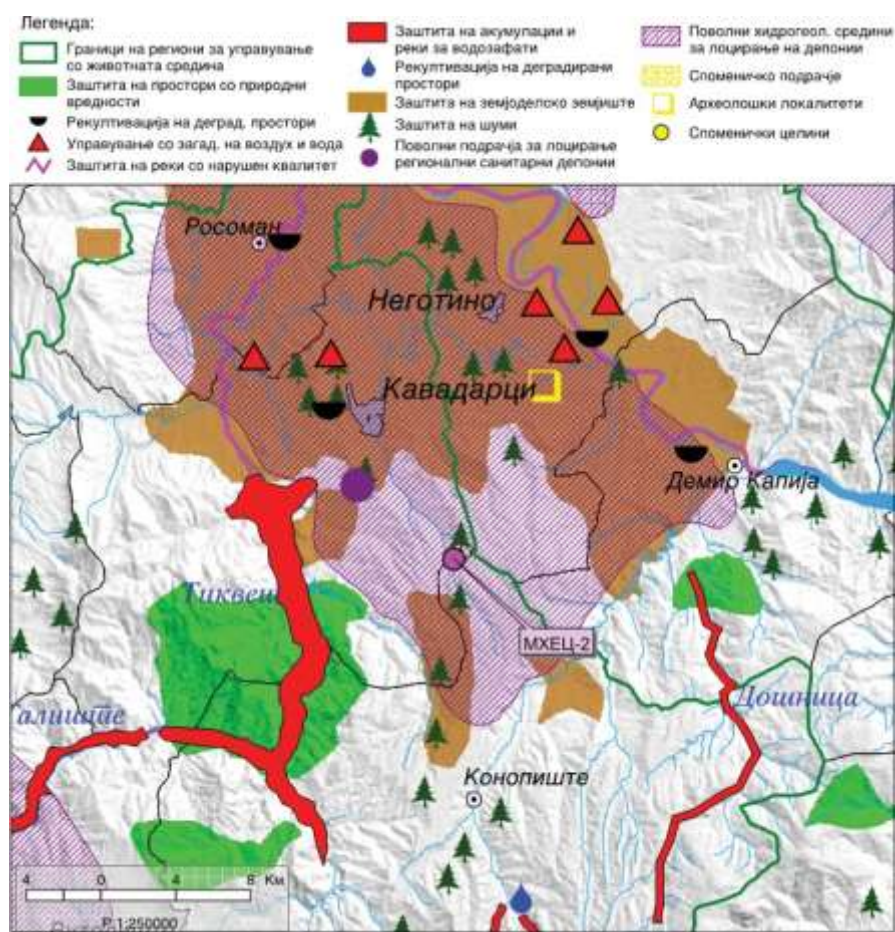 Легенда:
Граници на региони за управување
со животната средина
Заштита на простори со природни
вредности
Рекултивација на деград. простори
Управување со загад. на воздух и вода
Заштита на реки со нарушен квалитет
Заштита на акумулации и
реки за водозафати
Рекултивација на деградирани
простори
Заштита на земјоделско земјиште
Заштита на шуми
Поволни подрачја за лоцирање
регионални санитарни депонии
Поволни хидрогеол. средини
за лоцирање на депонии
Споменичко подрачје
Археолошки локалитети
Споменички целини
Росоман
Неготино
Кавадарци
Демир Капија
Тиквеш
МХЕЦ-2
Дошница
алиште
Конопиште
4 0 4 8 Км
Р 1:250000